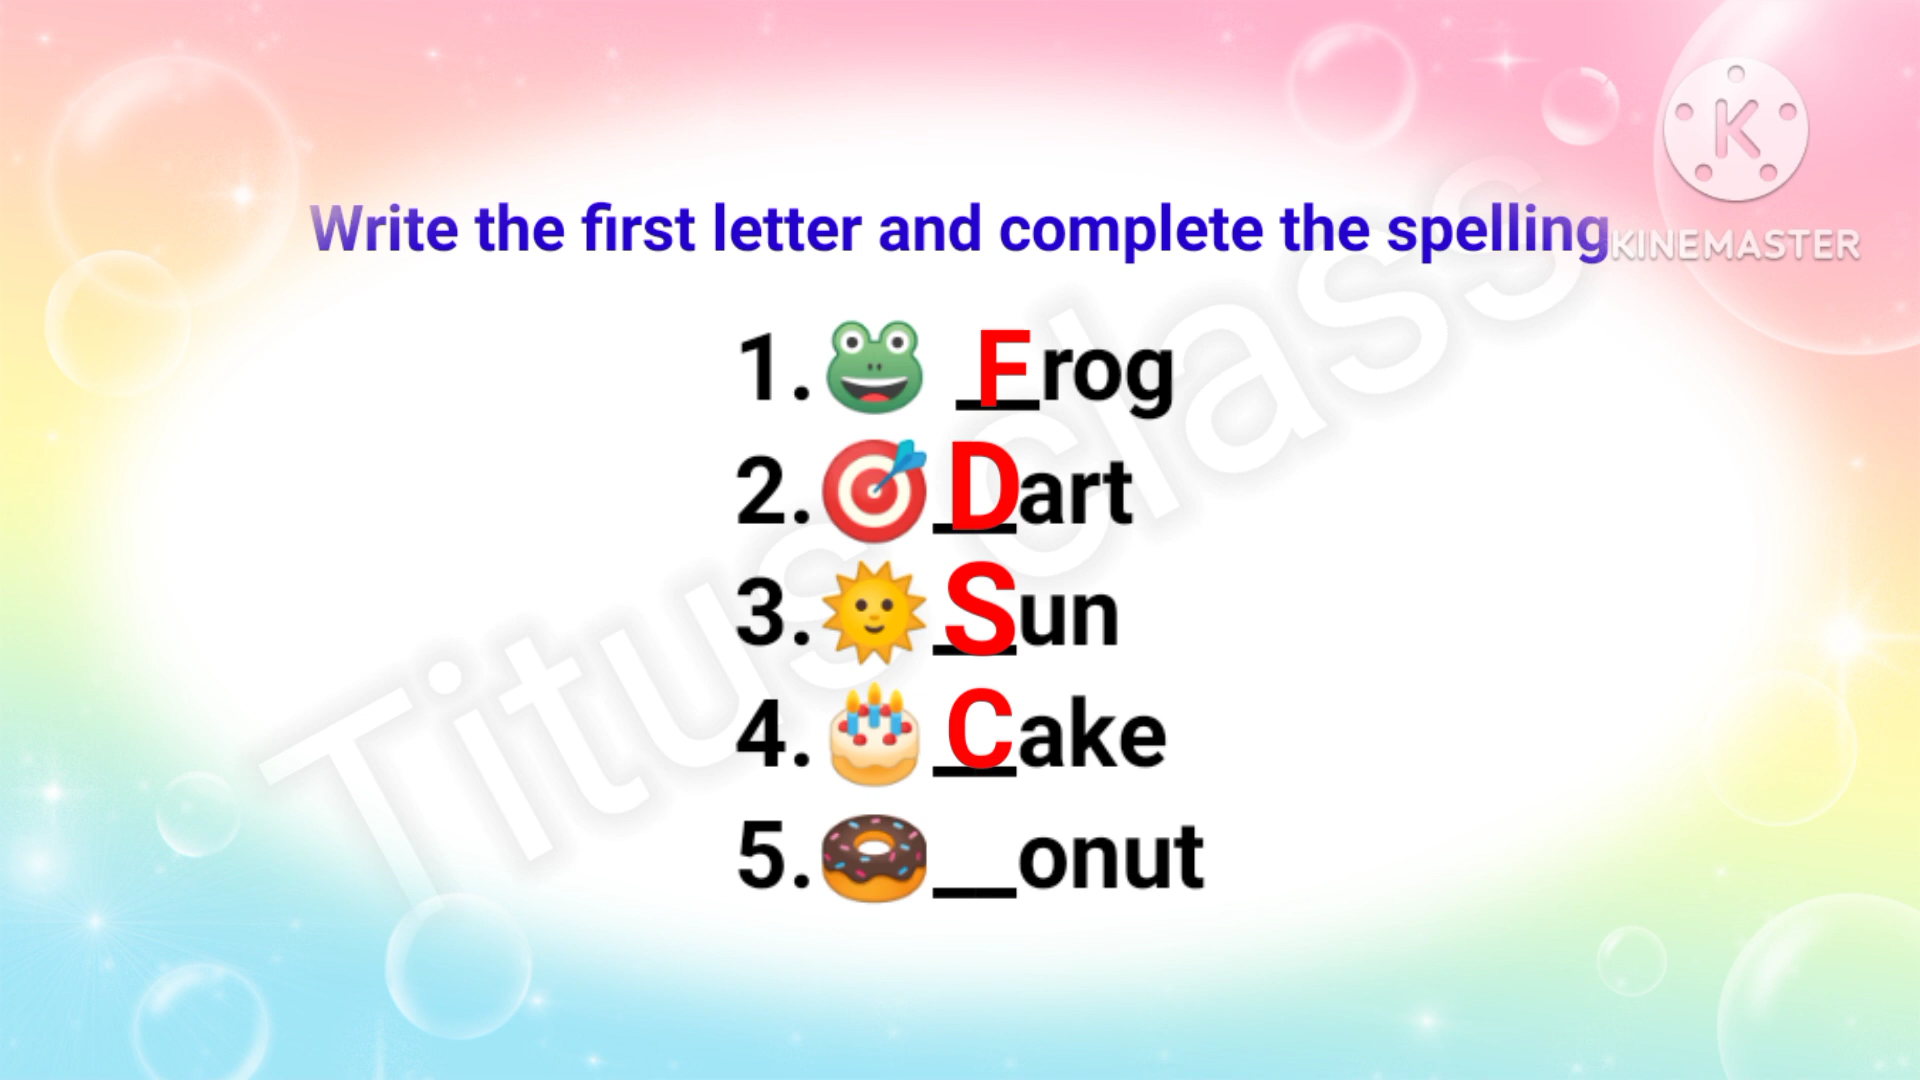 Write the first letter and complete the spelling
KINEMASTER
1. Frog
2. Dart
3. Sun
4. Cake
5. __onut
Titus class